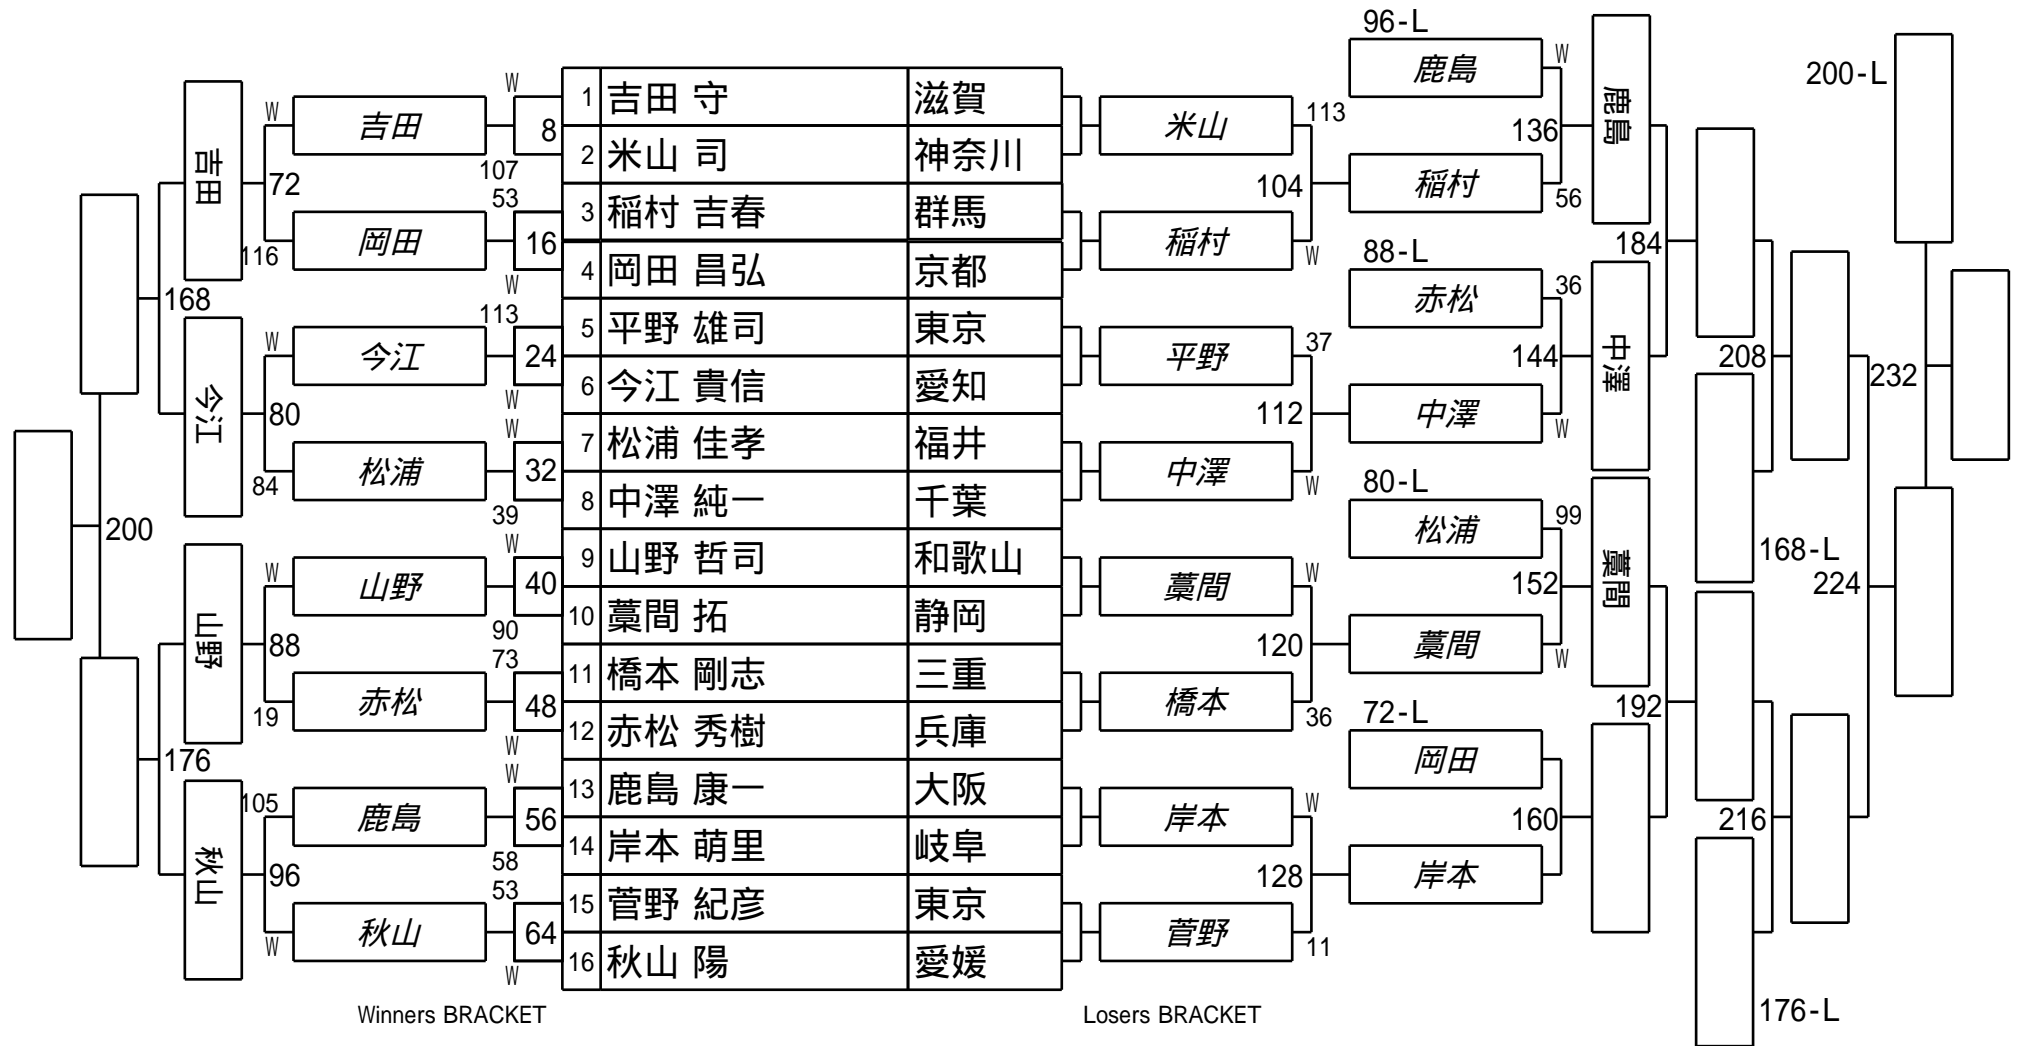 96-L
200-L
W
鹿島
W
鹿島
吉田
W
吉田
8
1 吉田 守 滋賀
米山
113
136
107
2 米山 司 神奈川
72
53
3 稲村 吉春 群馬
104
稲村
56
116
岡田
16
W
4 岡田 昌弘 京都
稲村
W
88-L
184
赤松
36
168
W
今江
113
24
W
5 平野 雄司 東京
平野
37
144
中澤
208
232
今江
80
6 今江 貴信 愛知
112
中澤
W
84
松浦
W
32
39
7 松浦 佳孝 福井
中澤
W
80-L
8 中澤 純一 千葉
200
松浦
99
168-L
山野
W
山野
W
40
90
9 山野 哲司 和歌山
藁間
W
152
藁間
224
88
10 藁間 拓 静岡
120
藁間
W
19
赤松
73
48
W
11 橋本 剛志 三重
橋本
36
72-L
192
12 赤松 秀樹 兵庫
176
岡田
秋山
105
鹿島
W
56
58
13 鹿島 康一 大阪
岸本
W
160
216
96
14 岸本 萌里 岐阜
128
岸本
W
秋山
53
64
W
15 菅野 紀彦 東京
菅野
11
16 秋山 陽 愛媛
176-L
Winners BRACKET
Losers BRACKET